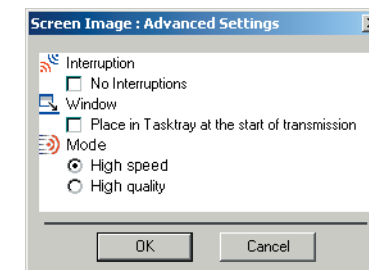 Screen Image : Advanced Settings
Interruption
No Interruptions
Window
Place in Tasktray at the start of transmission
Mode
High speed
High quality
OK
Cancel